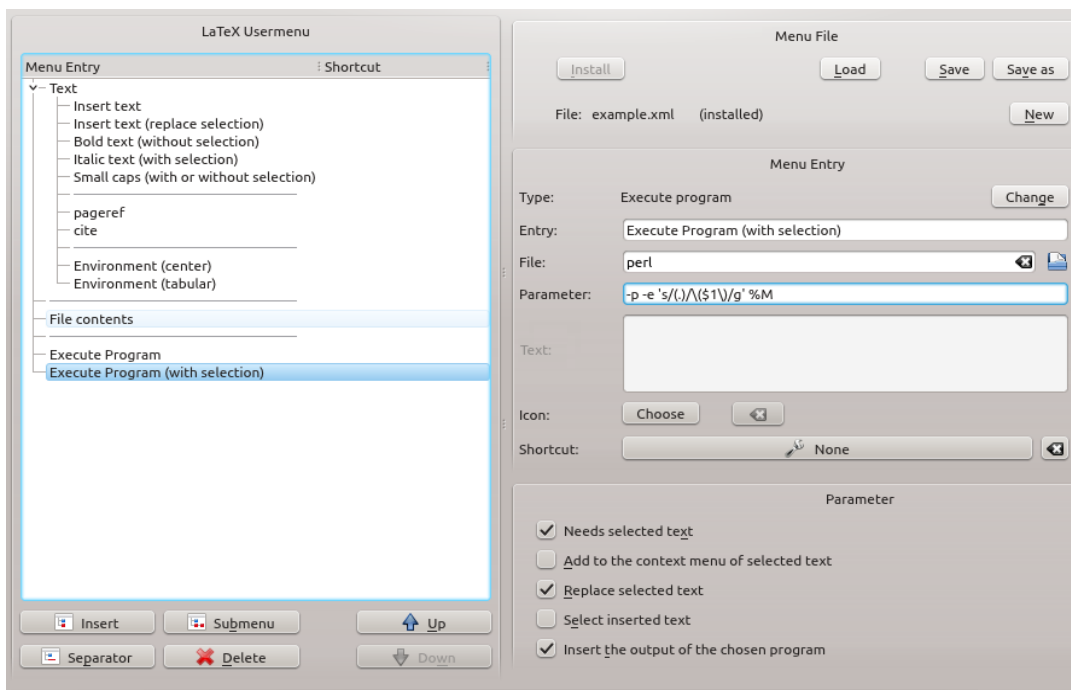 LaTeX Usermenu
Menu Entry Shortcut
Text
Insert text
Insert text (replace selection)
Bold text (without selection)
Italic text (with selection)
Small caps (with or without selection)
pageref
cite
Environment (center)
Environment (tabular)
File contents
Execute Program
Execute Program (with selection)
Insert Submenu Up
Separator Delete Down
Menu File
Install Load Save Save as
File: example.xml (installed) New
Menu Entry
Type: Execute program Change
Entry: Execute Program (with selection)
File: perl
Parameter: -p -e 's/(.)/\($1\)/g' %M
Text:
Icon: Choose
Shortcut: None
Parameter
Needs selected text
Add to the context menu of selected text
Replace selected text
Select inserted text
Insert the output of the chosen program